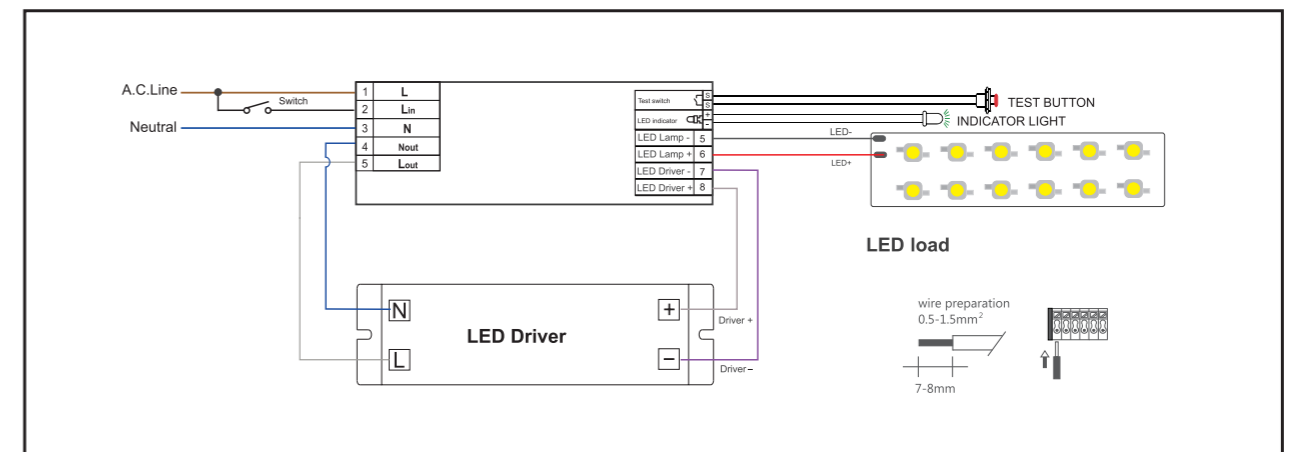 A.C.Line
Switch
Neutral
1 L
2 Lin
3 N
4 Nout
5 Lout
Test switch S
S
LED indicator +
−
LED Lamp - 5
LED Lamp + 6
LED Driver - 7
LED Driver + 8
TEST BUTTON
INDICATOR LIGHT
LED-
LED+
LED load
N
L
LED Driver
+
−
Driver +
Driver −
wire preparation
0.5-1.5mm²
7-8mm